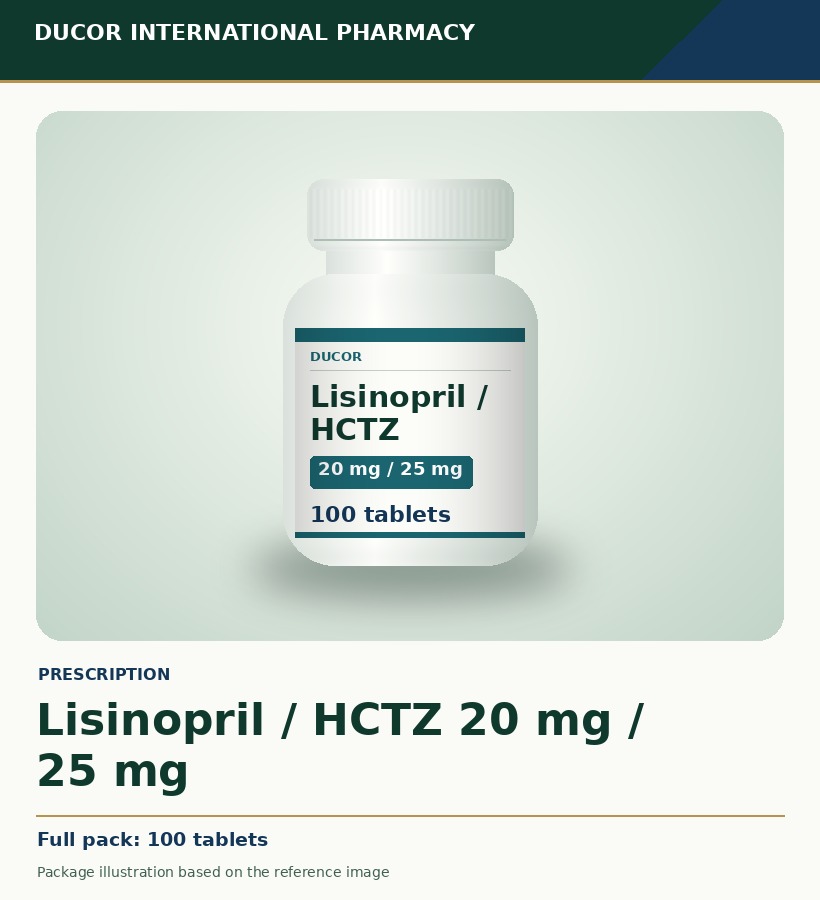 DUCOR INTERNATIONAL PHARMACY
DUCOR
Lisinopril /
HCTZ
20 mg / 25 mg
100 tablets
PRESCRIPTION
Lisinopril / HCTZ 20 mg /
25 mg
Full pack: 100 tablets
Package illustration based on the reference image